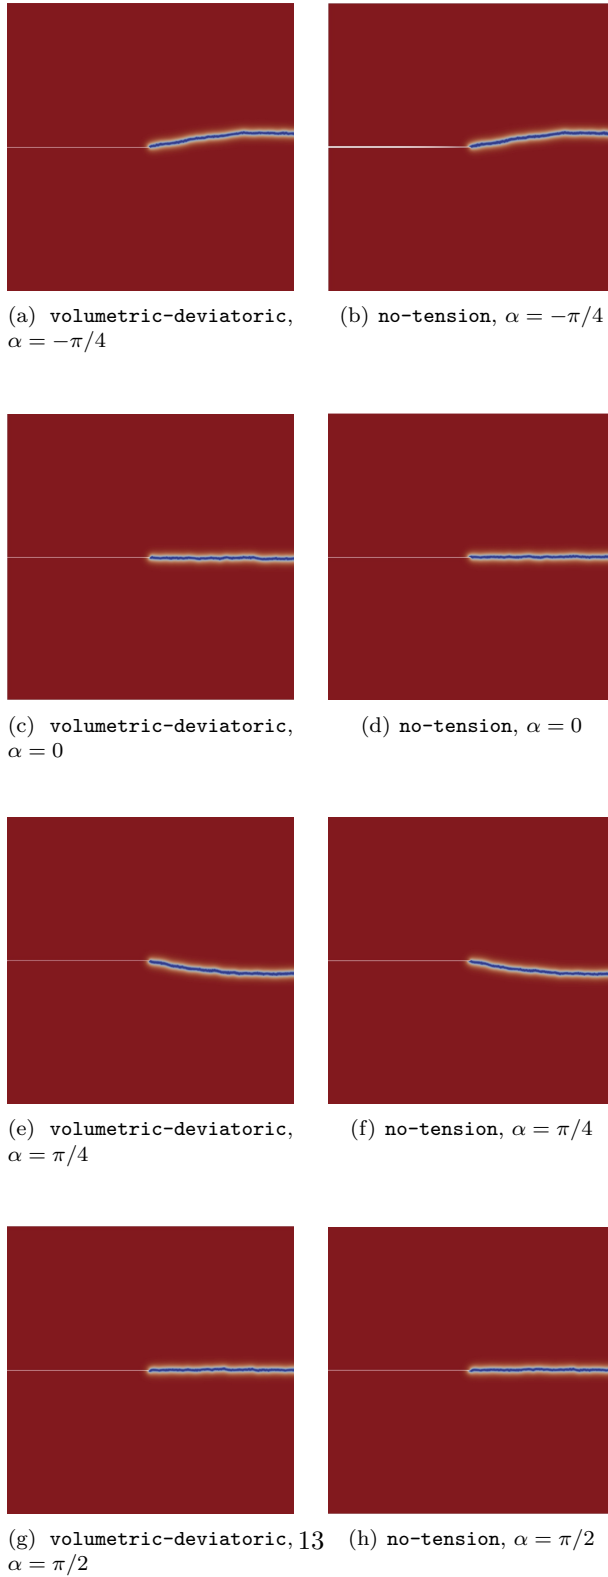 (a) volumetric-deviatoric,
α = −π/4
(b) no-tension, α = −π/4
(c) volumetric-deviatoric,
α = 0
(d) no-tension, α = 0
(e) volumetric-deviatoric,
α = π/4
(f) no-tension, α = π/4
(g) volumetric-deviatoric,
α = π/2
13
(h) no-tension, α = π/2